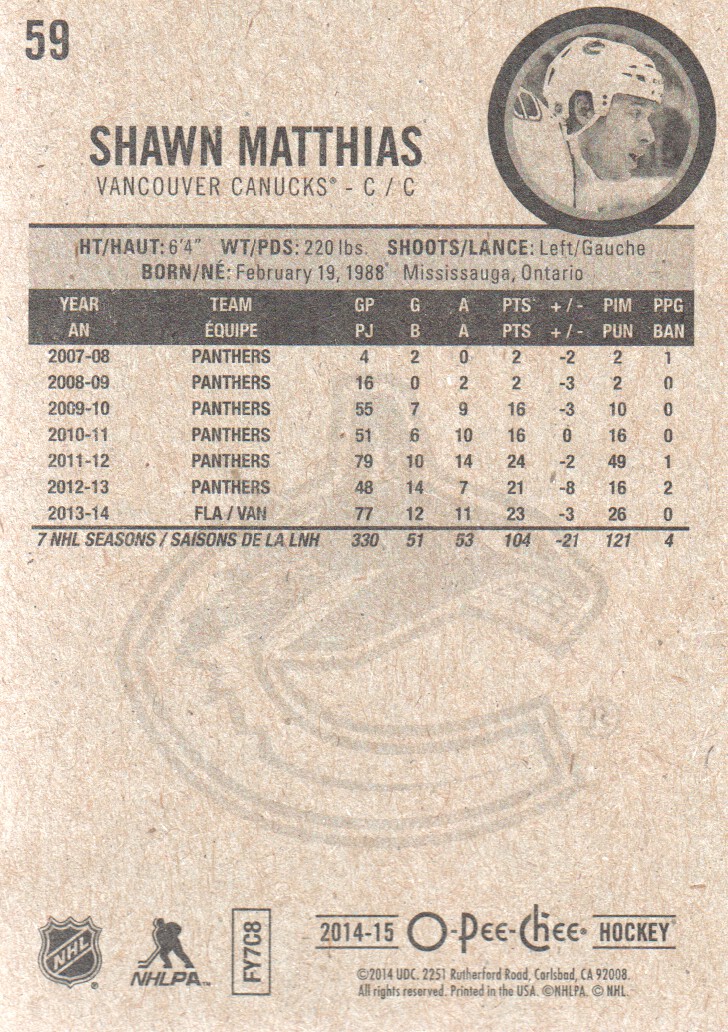 59
SHAWN MATTHIAS
VANCOUVER CANUCKS® - C / C
HT/HAUT: 6'4" WT/PDS: 220 lbs. SHOOTS/LANCE: Left/Gauche
BORN/NÉ: February 19, 1988 Mississauga, Ontario
YEAR TEAM GP G A PTS +/- PIM PPG
AN ÉQUIPE PJ B A PTS +/- PUN BAN
2007-08 PANTHERS 4 2 0 2 -2 2 1
2008-09 PANTHERS 16 0 2 2 -3 2 0
2009-10 PANTHERS 55 7 9 16 -3 10 0
2010-11 PANTHERS 51 6 10 16 0 16 0
2011-12 PANTHERS 79 10 14 24 -2 49 1
2012-13 PANTHERS 48 14 7 21 -8 16 2
2013-14 FLA / VAN 77 12 11 23 -3 26 0
7 NHL SEASONS / SAISONS DE LA LNH 330 51 53 104 -21 121 4
NHL®
NHLPA™
FY7C8
2014-15 O-Pee-Chee® HOCKEY
©2014 UDC. 2251 Rutherford Road, Carlsbad, CA 92008.
All rights reserved. Printed in the USA. ©NHLPA. © NHL.